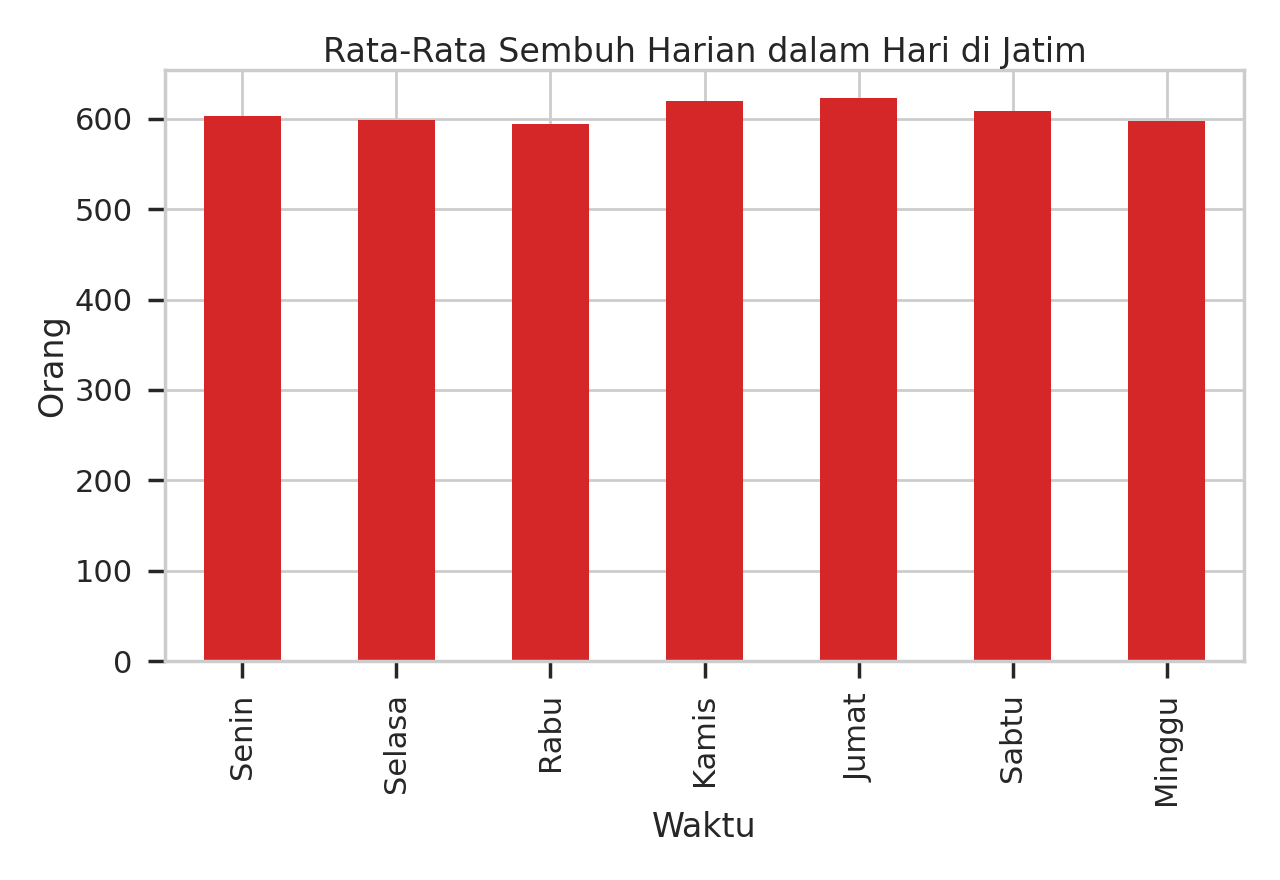 Rata-Rata Sembuh Harian dalam Hari di Jatim
Orang
600
500
400
300
200
100
0
Senin
Selasa
Rabu
Kamis
Jumat
Sabtu
Minggu
Waktu